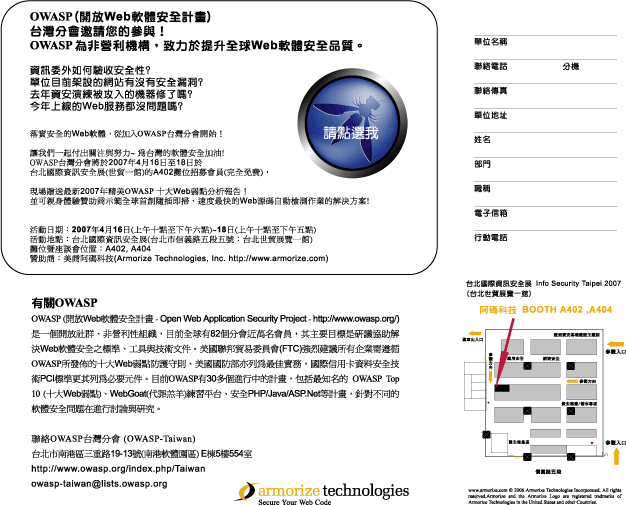 OWASP (開放Web軟體安全計畫)
台灣分會邀請您的參與！
OWASP 為非營利機構，致力於提升全球Web軟體安全品質。
資訊委外如何驗收安全性?
單位目前架設的網站有沒有安全漏洞?
去年資安演練被攻入的機器修了嗎?
今年上線的Web服務都沒問題嗎?
請點選我
落實安全的Web軟體，從加入OWASP台灣分會開始！
讓我們一起付出關注與努力~ 為台灣的軟體安全加油!
OWASP台灣分會將於2007年4月16日至18日於
台北國際資訊安全展(世貿一館)的A402攤位招募會員(完全免費)，
現場贈送最新2007年精美OWASP 十大Web弱點分析報告！
並可親身體驗贊助商示範全球首創隨插即掃、速度最快的Web源碼自動檢測作業的解決方案!
活動日期：2007年4月16日(上午十點至下午六點)~18日(上午十點至下午五點)
活動地點：台北國際資訊安全展(台北市信義路五段五號：台北世貿展覽一館)
攤位暨座談會位置：A402, A404
贊助商：美商阿碼科技(Armorize Technologies, Inc. http://www.armorize.com)
單位名稱
聯絡電話 分機
聯絡傳真
單位地址
姓名
部門
職稱
電子信箱
行動電話
有關OWASP
OWASP (開放Web軟體安全計畫 - Open Web Application Security Project - http://www.owasp.org/)
是一個開放社群、非營利性組織，目前全球有82個分會近萬名會員，其主要目標是研議協助解
決Web軟體安全之標準、工具與技術文件。美國聯邦貿易委員會(FTC)強烈建議所有企業需遵循
OWASP所發佈的十大Web弱點防護守則、美國國防部亦列為最佳實務，國際信用卡資料安全技
術PCI標準更其列為必要元件。目前OWASP有30多個進行中的計畫，包括最知名的 OWASP Top
10 (十大Web弱點)、WebGoat(代罪羔羊)練習平台、安全PHP/Java/ASP.Net等計畫，針對不同的
軟體安全問題在進行討論與研究。
聯絡OWASP台灣分會 (OWASP-Taiwan)
台北市南港區三重路19-13號(南港軟體園區) E棟5樓554室
http://www.owasp.org/index.php/Taiwan
owasp-taiwan@lists.owasp.org
armorize technologies
Secure Your Web Code
台北國際資訊安全展 Info Security Taipei 2007
(台北世貿展覽一館)
阿碼科技 BOOTH A402 ,A404
貨車出入口
參觀入口
參觀方向
參觀入口
信義路五段
www.armorize.com © 2006 Armorize Technologies Incorporated. All rights
reserved.Armorize and the Armorize Logo are registered trademarks of
Armorize Technologies in the United States and other Countries.